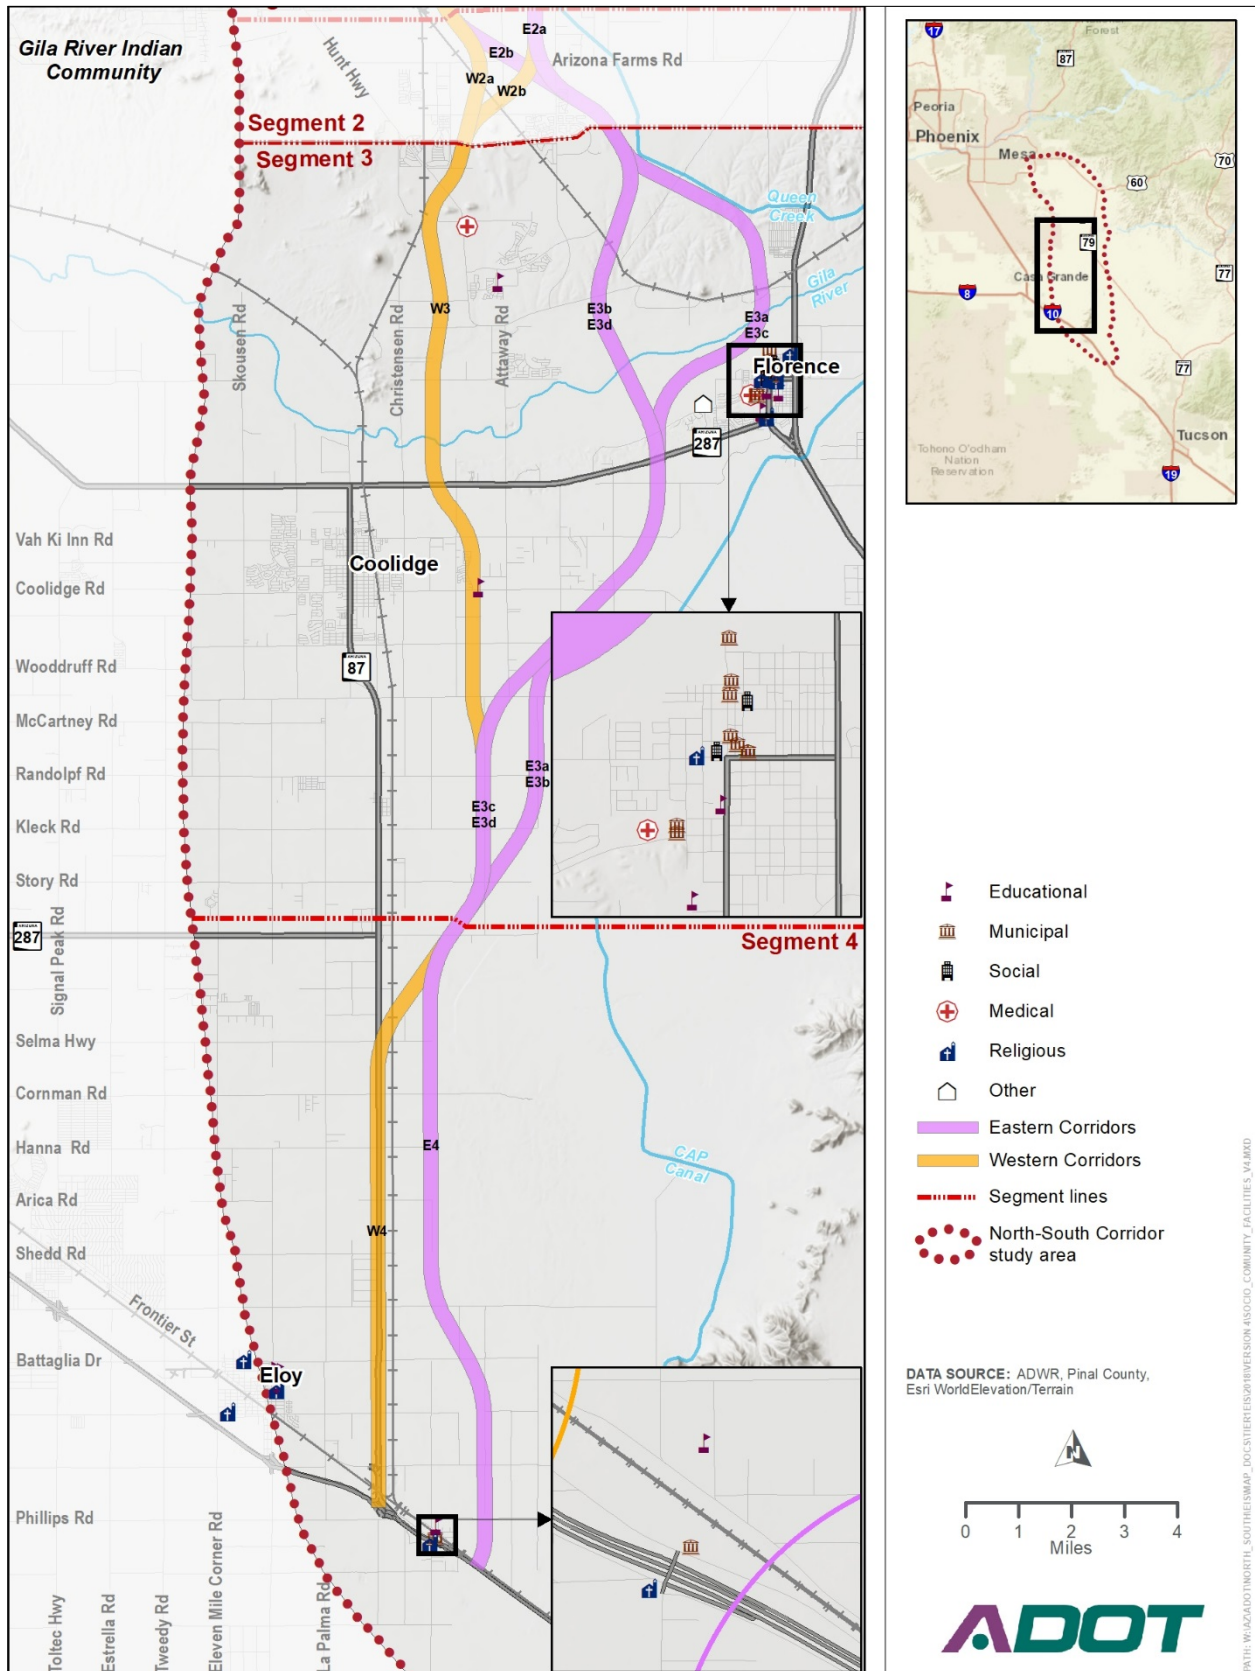 Gila River Indian
Community
Hunt Hwy
E2a
E2b
Arizona Farms Rd
W2a
W2b
Segment 2
Segment 3
Queen
Creek
Gila
River
Skousen Rd
Christensen Rd
Attaway Rd
W3
E3b
E3d
E3a
E3c
Florence
ARIZONA
287
Vah Ki Inn Rd
Coolidge
Coolidge Rd
Wooddruff Rd
ARIZONA
87
McCartney Rd
Randolpf Rd
E3a
E3b
E3c
E3d
Kleck Rd
Story Rd
Signal Peak Rd
ARIZONA
287
Segment 4
Selma Hwy
Cornman Rd
Hanna Rd
E4
CAP
Canal
Arica Rd
W4
Shedd Rd
Frontier St
Battaglia Dr
Eloy
Phillips Rd
Toltec Hwy
Estrella Rd
Tweedy Rd
Eleven Mile Corner Rd
La Palma Rd
17
Forest
87
Peoria
Phoenix
Mesa
70
60
79
77
Casa Grande
8
10
77
Tucson
Tohono O'odham
Nation
Reservation
19
Educational
Municipal
Social
Medical
Religious
Other
Eastern Corridors
Western Corridors
Segment lines
North-South Corridor
study area
DATA SOURCE: ADWR, Pinal County,
Esri WorldElevation/Terrain
N
0 1 2 3 4
Miles
ADOT